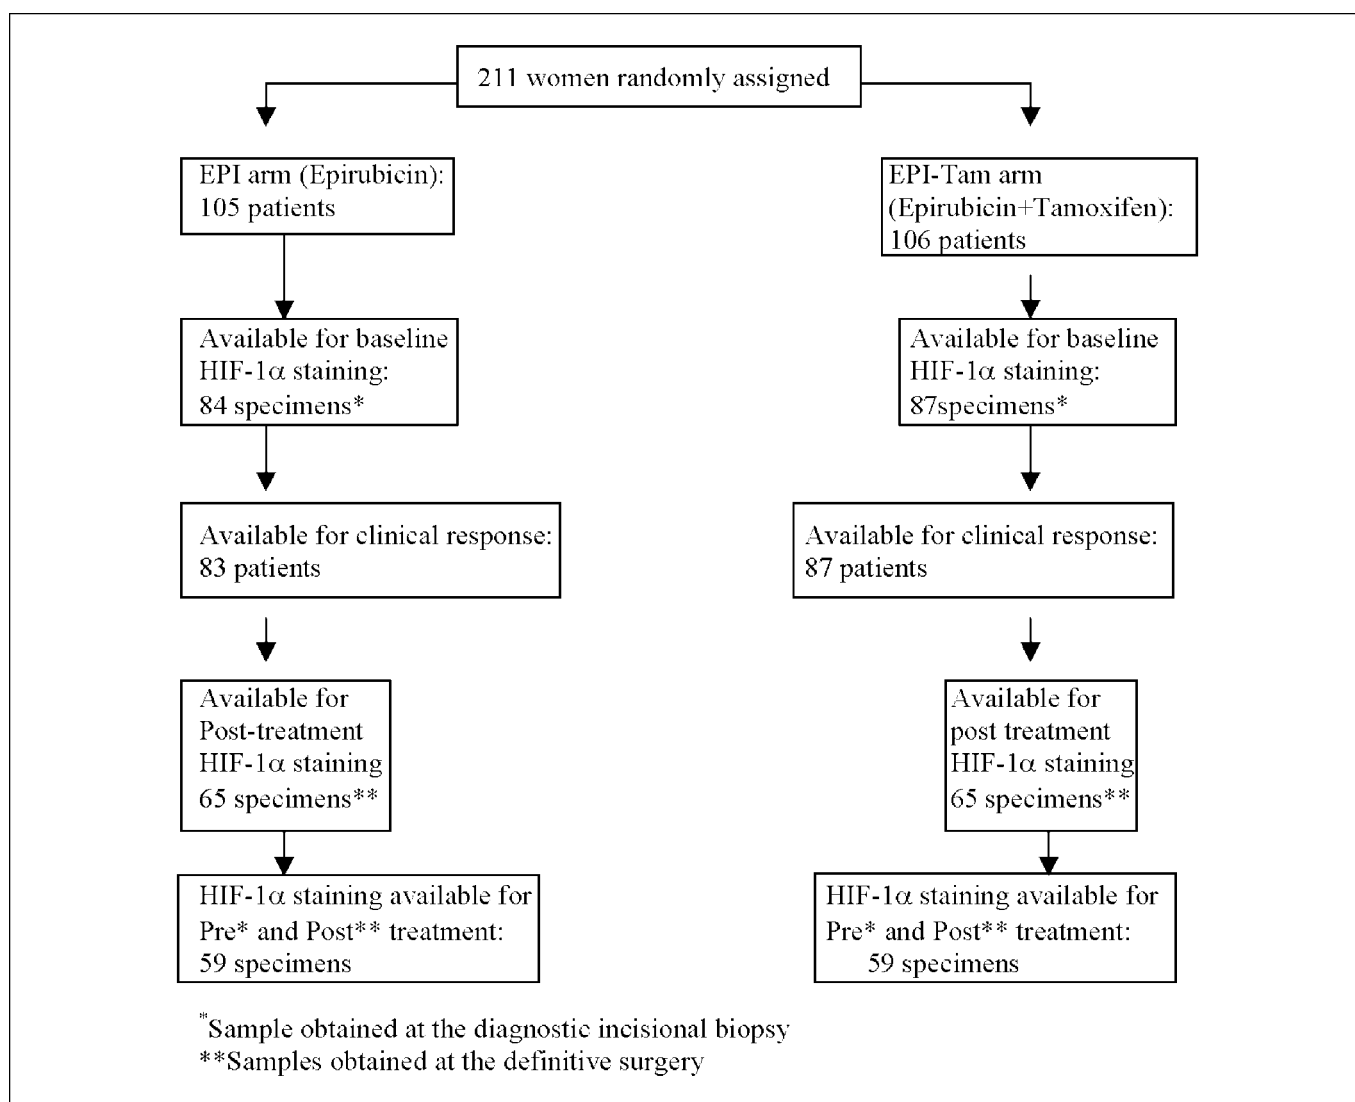 211 women randomly assigned
EPI arm (Epirubicin):
105 patients
EPI-Tam arm
(Epirubicin+Tamoxifen):
106 patients
Available for baseline
HIF-1α staining:
84 specimens*
Available for baseline
HIF-1α staining:
87specimens*
Available for clinical response:
83 patients
Available for clinical response:
87 patients
Available for
Post-treatment
HIF-1α staining
65 specimens**
Available for
post treatment
HIF-1α staining
65 specimens**
HIF-1α staining available for
Pre* and Post** treatment:
59 specimens
HIF-1α staining available for
Pre* and Post** treatment:
59 specimens
*Sample obtained at the diagnostic incisional biopsy
**Samples obtained at the definitive surgery